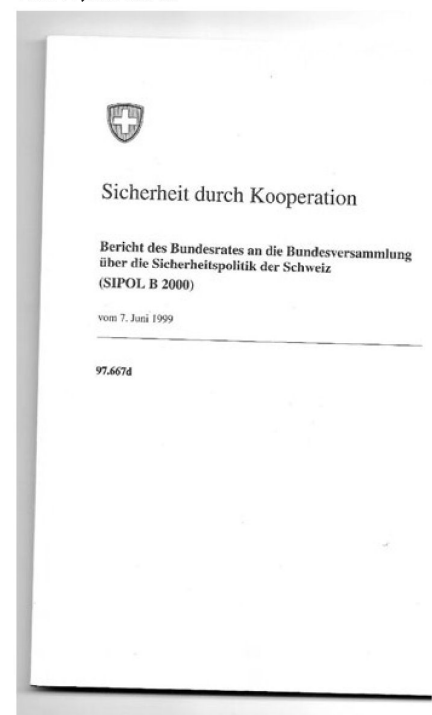 Sicherheit durch Kooperation
Bericht des Bundesrates an die Bundesversammlung
über die Sicherheitspolitik der Schweiz
(SIPOL B 2000)
vom 7. Juni 1999
97.667d